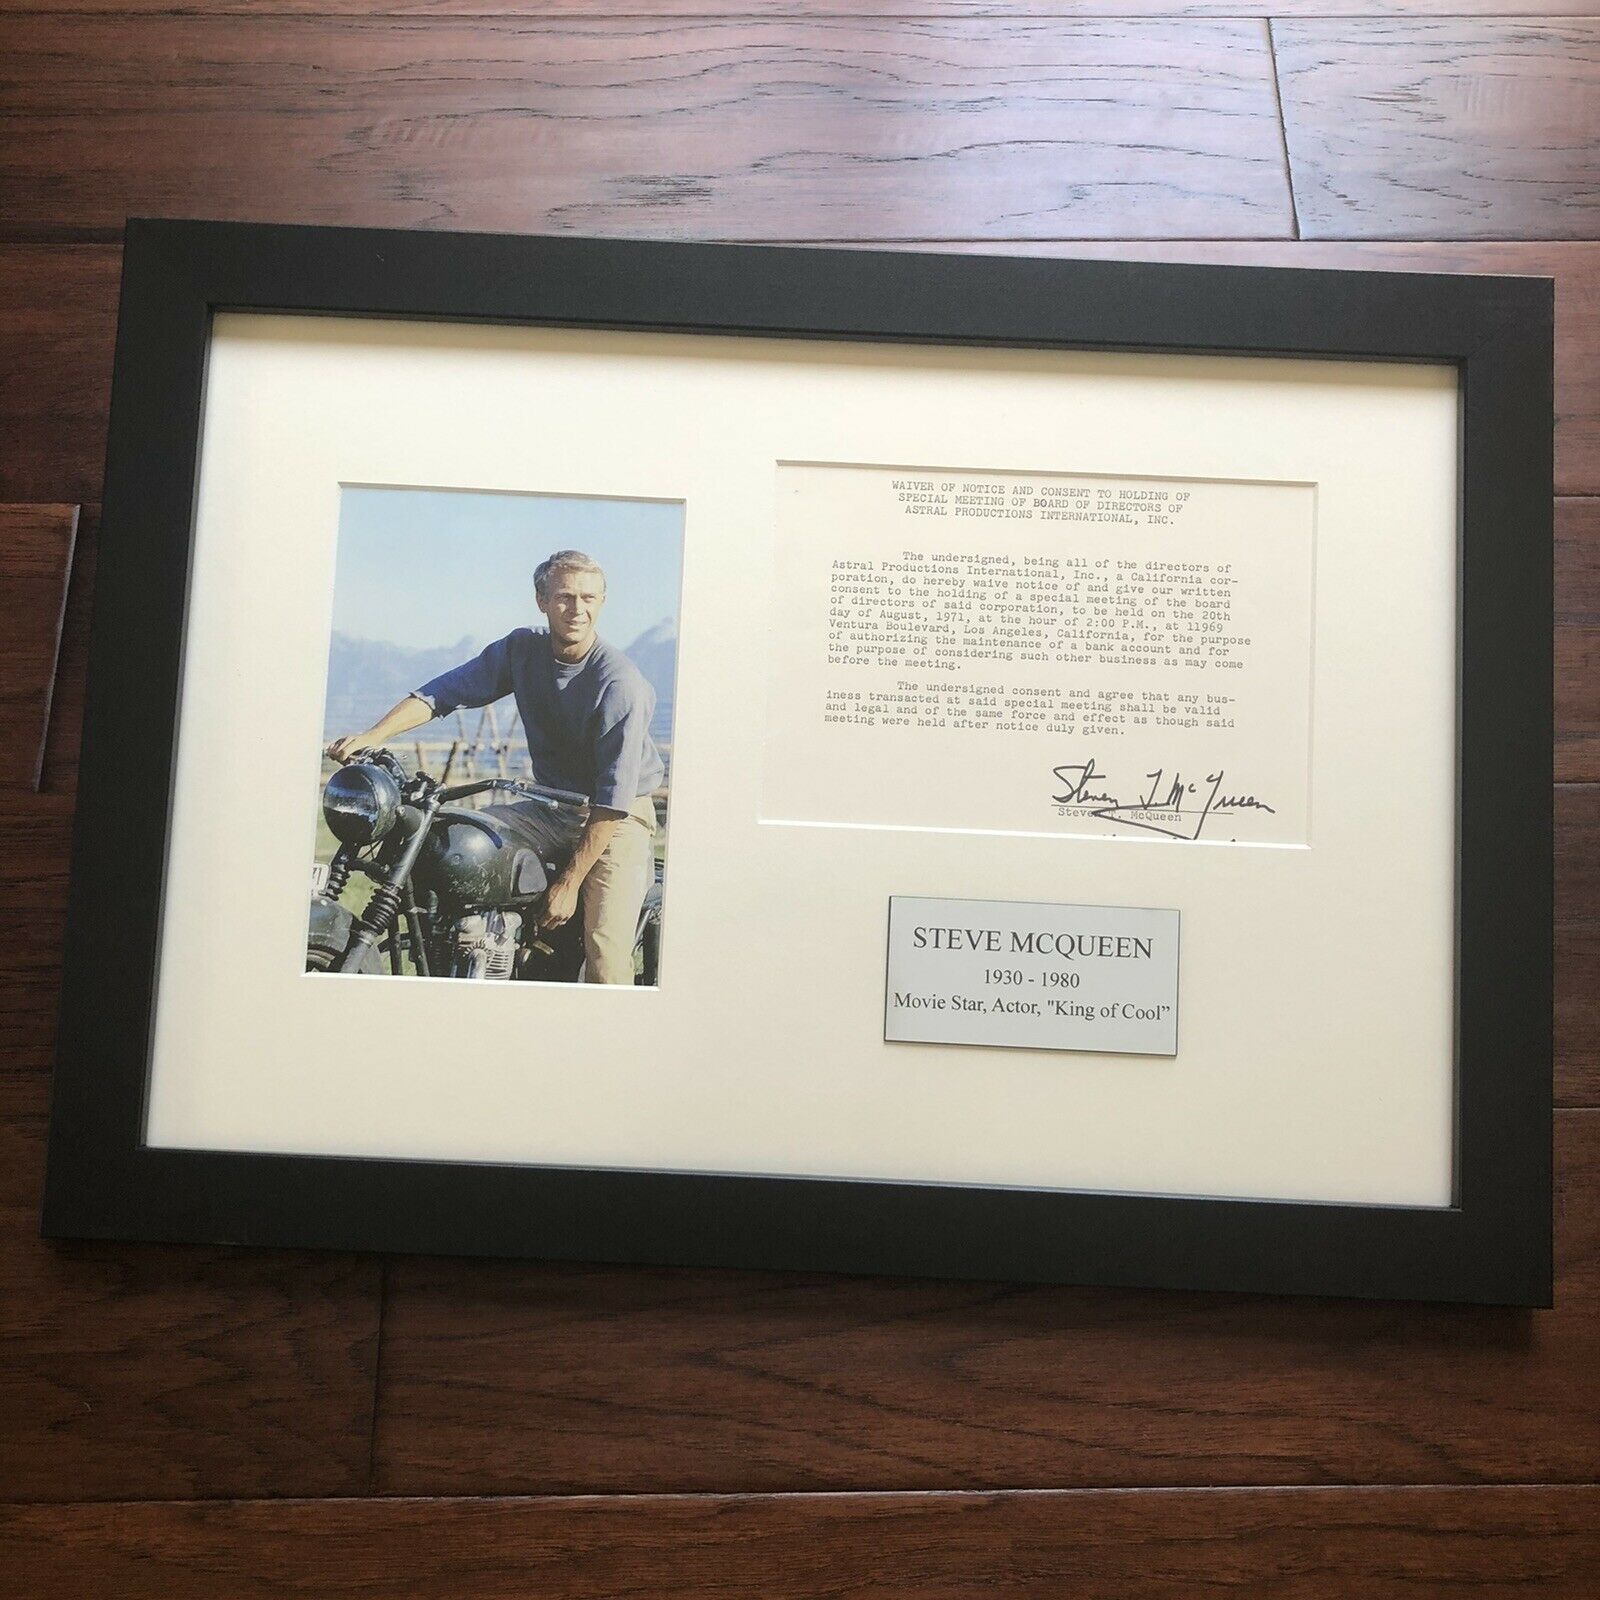 WAIVER OF NOTICE AND CONSENT TO HOLDING OF
SPECIAL MEETING OF BOARD OF DIRECTORS OF
ASTRAL PRODUCTIONS INTERNATIONAL, INC.
The undersigned, being all of the directors of
Astral Productions International, Inc., a California cor-
poration, do hereby waive notice of and give our written
consent to the holding of a special meeting of the board
of directors of said corporation, to be held on the 20th
day of August, 1971, at the hour of 2:00 P.M., at 11969
Ventura Boulevard, Los Angeles, California, for the purpose
of authorizing the maintenance of a bank account and for
the purpose of considering such other business as may come
before the meeting.
The undersigned consent and agree that any bus-
iness transacted at said special meeting shall be valid
and legal and of the same force and effect as though said
meeting were held after notice duly given.
Steven T. McQueen
Steven T. McQueen
STEVE MCQUEEN
1930 - 1980
Movie Star, Actor, "King of Cool”